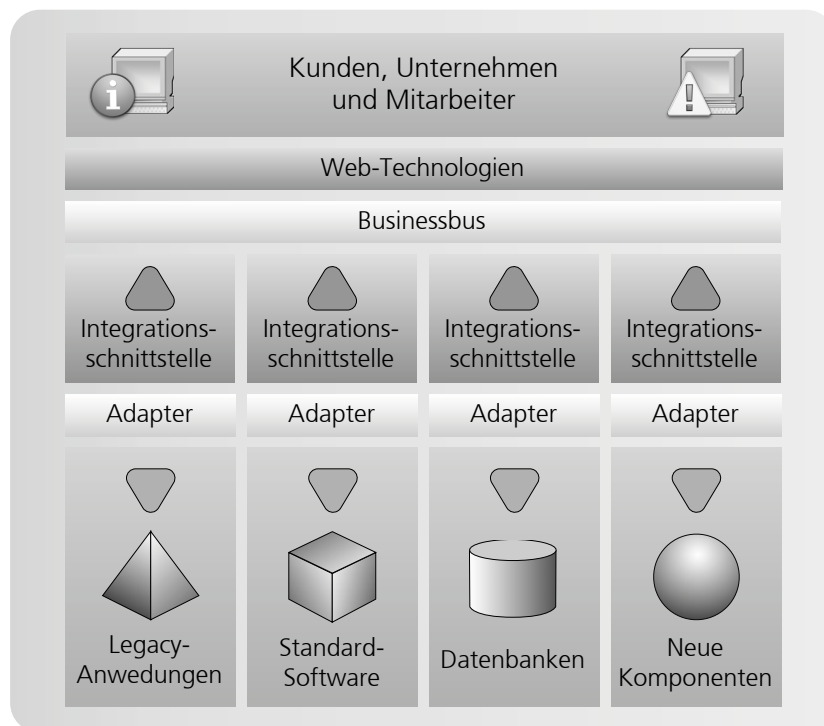 Kunden, Unternehmen
und Mitarbeiter
Web-Technologien
Businessbus
Integrations-
schnittstelle
Integrations-
schnittstelle
Integrations-
schnittstelle
Integrations-
schnittstelle
Adapter
Adapter
Adapter
Adapter
Legacy-
Anwedungen
Standard-
Software
Datenbanken
Neue
Komponenten